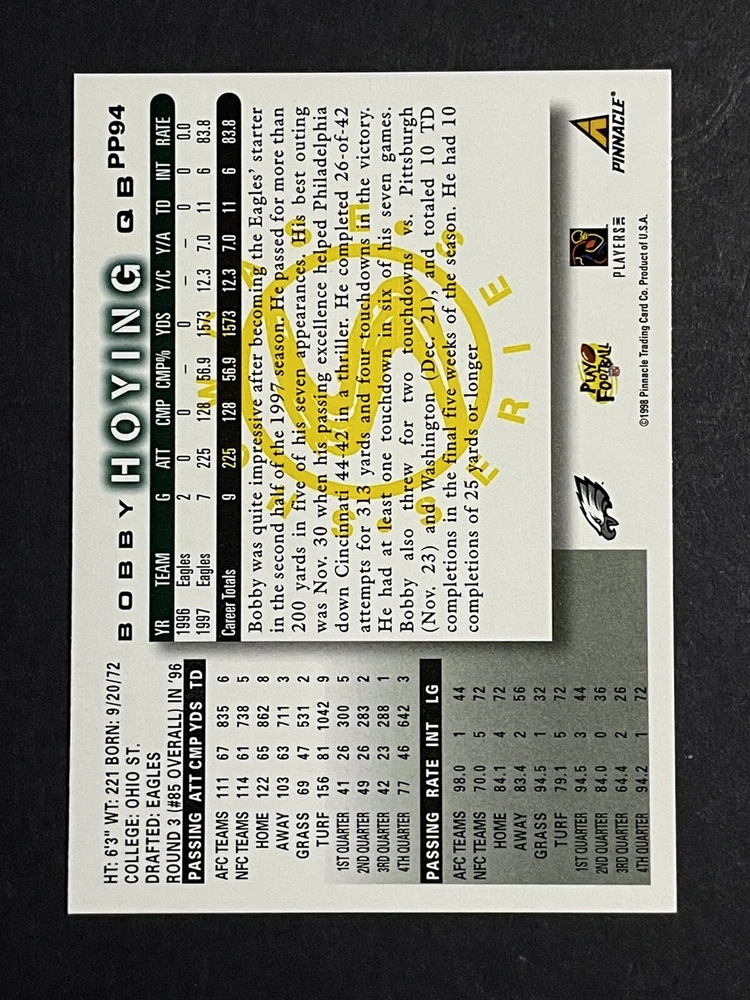 BOBBY HOYING QB PP94
HT: 6'3" WT: 221 BORN: 9/20/72
COLLEGE: OHIO ST.
DRAFTED: EAGLES
ROUND 3 (#85 OVERALL) IN '96
PASSING ATT CMP YDS TD
AFC TEAMS 111 67 835 6
NFC TEAMS 114 61 738 5
HOME 122 65 862 8
AWAY 103 63 711 3
GRASS 69 47 531 2
TURF 156 81 1042 9
1ST QUARTER 41 26 300 5
2ND QUARTER 49 26 283 2
3RD QUARTER 42 23 288 1
4TH QUARTER 77 46 642 3
PASSING RATE INT LG
AFC TEAMS 98.0 1 44
NFC TEAMS 70.0 5 72
HOME 84.1 4 72
AWAY 83.4 2 56
GRASS 94.5 1 32
TURF 79.1 5 72
1ST QUARTER 94.5 3 44
2ND QUARTER 84.0 0 36
3RD QUARTER 64.4 2 26
4TH QUARTER 94.2 1 72
YR TEAM G ATT CMP CMP% YDS Y/C Y/A TD INT RATE
1996 Eagles 2 0 0 – 0 – – 0 0 0.0
1997 Eagles 7 225 128 56.9 1573 12.3 7.0 11 6 83.8
Career Totals 9 225 128 56.9 1573 12.3 7.0 11 6 83.8
Bobby was quite impressive after becoming the Eagles' starter
in the second half of the 1997 season. He passed for more than
200 yards in five of his seven appearances. His best outing
was Nov. 30 when his passing excellence helped Philadelphia
down Cincinnati 44-42 in a thriller. He completed 26-of-42
attempts for 313 yards and four touchdowns in the victory.
He had at least one touchdown in six of his seven games.
Bobby also threw for two touchdowns vs. Pittsburgh
(Nov. 23) and Washington (Dec. 21), and totaled 10 TD
completions in the final five weeks of the season. He had 10
completions of 25 yards or longer
SERIES
PLAY FOOTBALL
PLAYERS INC
PINNACLE®
©1998 Pinnacle Trading Card Co. Product of U.S.A.